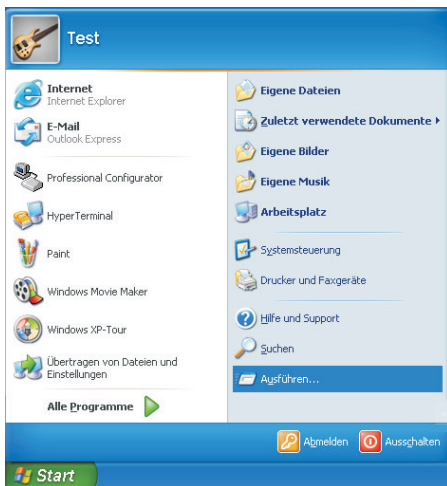 Test
Internet
Internet Explorer
E-Mail
Outlook Express
Professional Configurator
HyperTerminal
Paint
Windows Movie Maker
Windows XP-Tour
Übertragen von Dateien und
Einstellungen
Alle Programme
Eigene Dateien
Zuletzt verwendete Dokumente
Eigene Bilder
Eigene Musik
Arbeitsplatz
Systemsteuerung
Drucker und Faxgeräte
Hilfe und Support
Suchen
Ausführen...
Abmelden
Ausschalten
Start